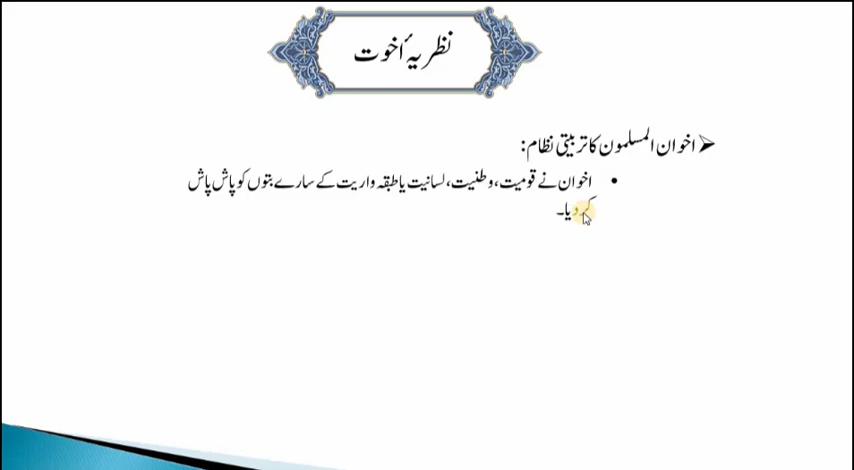 نظریۂ اخوت
اخوان المسلمون کا تربیتی نظام:
اخوان نے قومیت، وطنیت، لسانیت یا طبقہ واریت کے سارے بتوں کو پاش پاش
کر دیا۔